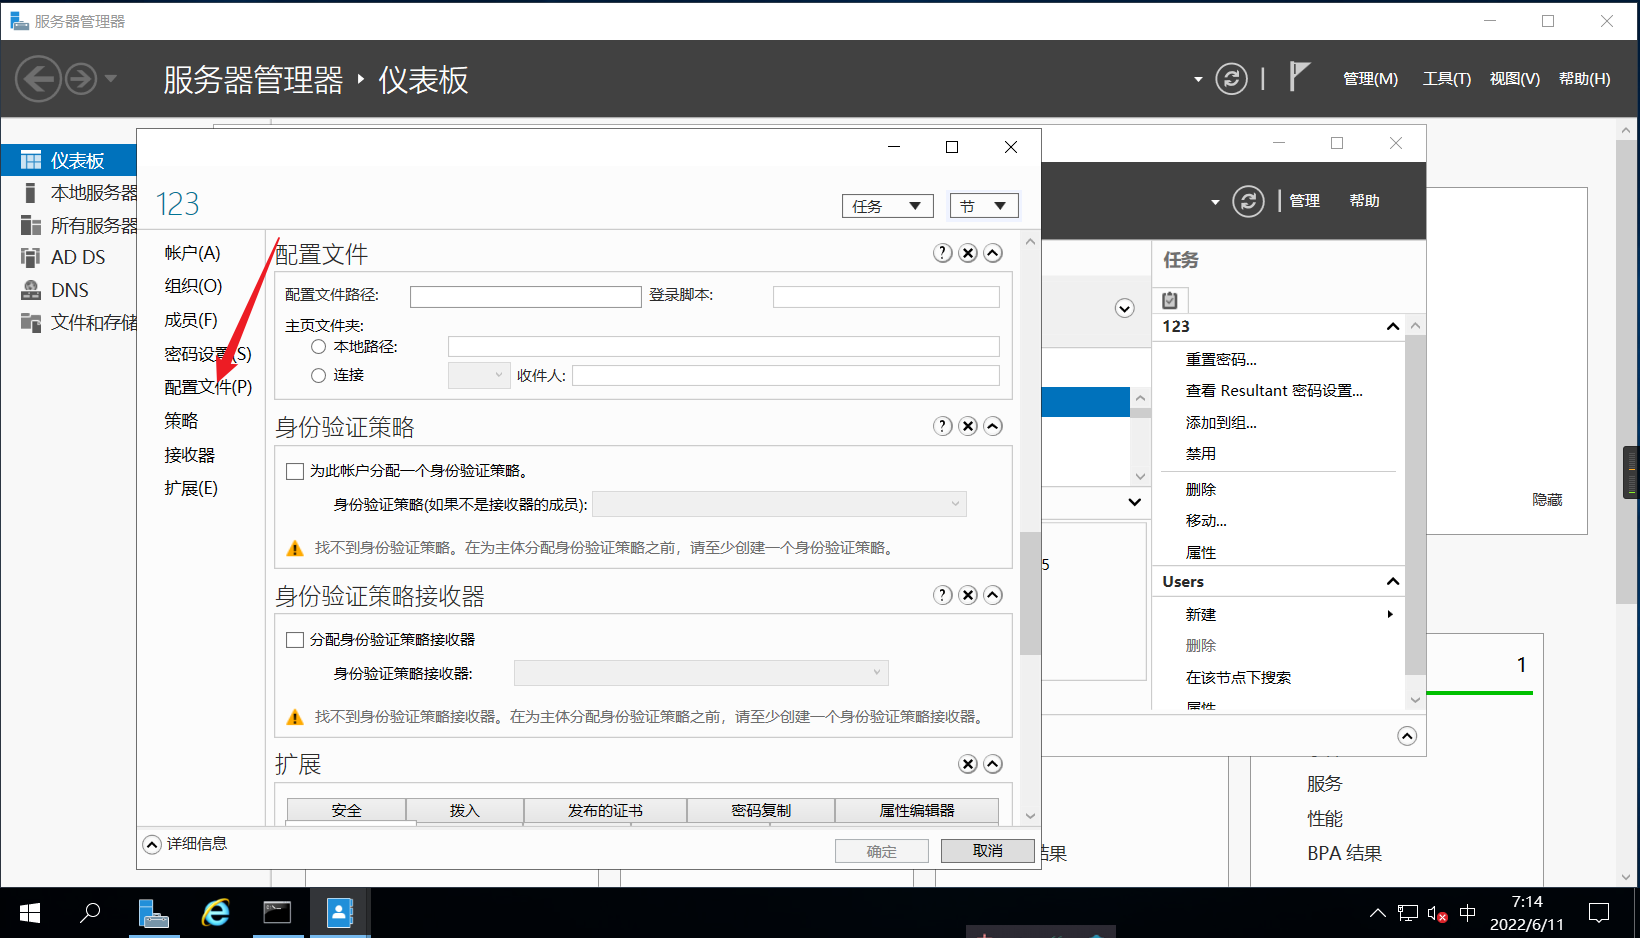 服务器管理器
服务器管理器 仪表板
管理(M) 工具(T) 视图(V) 帮助(H)
仪表板
本地服务器
所有服务器
AD DS
DNS
文件和存储
123
任务 节
帐户(A)
组织(O)
成员(F)
密码设置(S)
配置文件(P)
策略
接收器
扩展(E)
配置文件
配置文件路径: 登录脚本:
主页文件夹:
本地路径:
连接 收件人:
身份验证策略
为此帐户分配一个身份验证策略。
身份验证策略(如果不是接收器的成员):
找不到身份验证策略。在为主体分配身份验证策略之前，请至少创建一个身份验证策略。
身份验证策略接收器
分配身份验证策略接收器
身份验证策略接收器:
找不到身份验证策略接收器。在为主体分配身份验证策略之前，请至少创建一个身份验证策略接收器。
扩展
安全 拨入 发布的证书 密码复制 属性编辑器
详细信息
确定 取消
管理 帮助
任务
123
重置密码...
查看 Resultant 密码设置...
添加到组...
禁用
删除
移动...
属性
Users
新建
删除
在该节点下搜索
属性
5
隐藏
1
服务
性能
BPA 结果
结果
中
7:14
2022/6/11